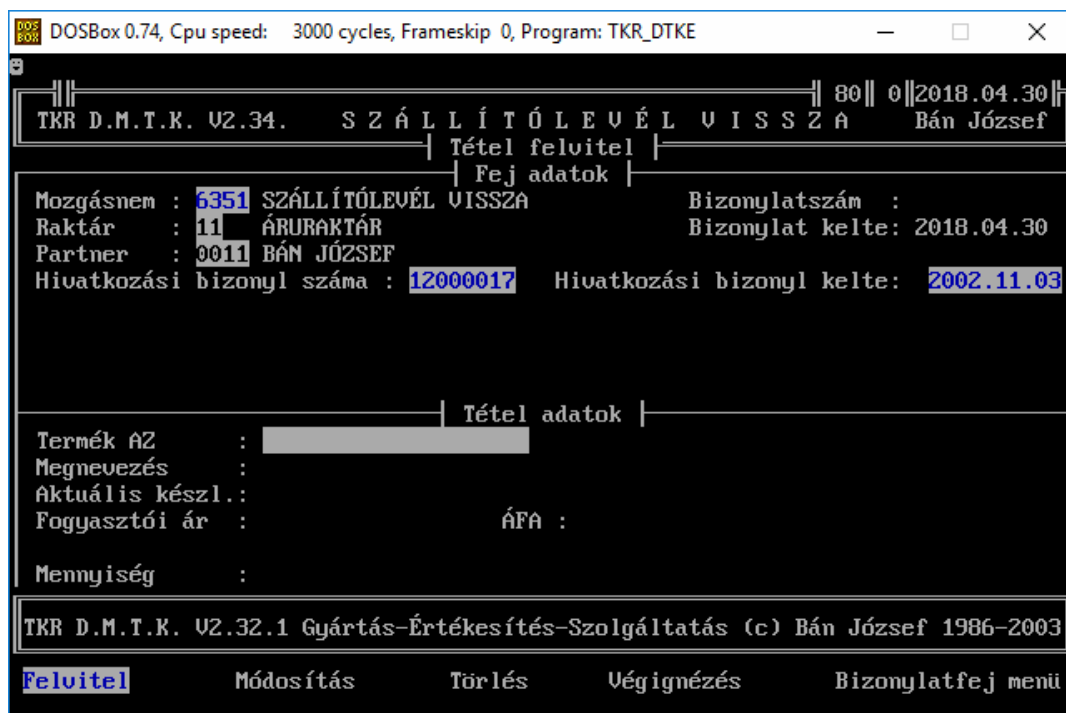 DOSBox 0.74, Cpu speed: 3000 cycles, Frameskip 0, Program: TKR_DTKE
80 0 2018.04.30
TKR D.M.T.K. V2.34. S Z Á L L Í T Ó L E V É L V I S S Z A Bán József
Tétel felvitel
Fej adatok
Mozgásnem : 6351 SZÁLLÍTÓLEVÉL VISSZA Bizonylatszám :
Raktár : 11 ÁRURAKTÁR Bizonylat kelte: 2018.04.30
Partner : 0011 BÁN JÓZSEF
Hivatkozási bizonyl száma : 12000017 Hivatkozási bizonyl kelte: 2002.11.03
Tétel adatok
Termék AZ :
Megnevezés :
Aktuális készl.:
Fogyasztói ár : ÁFA :
Mennyiség :
TKR D.M.T.K. V2.32.1 Gyártás-Értékesítés-Szolgáltatás (c) Bán József 1986-2003
Felvitel Módosítás Törlés Végignézés Bizonylatfej menü